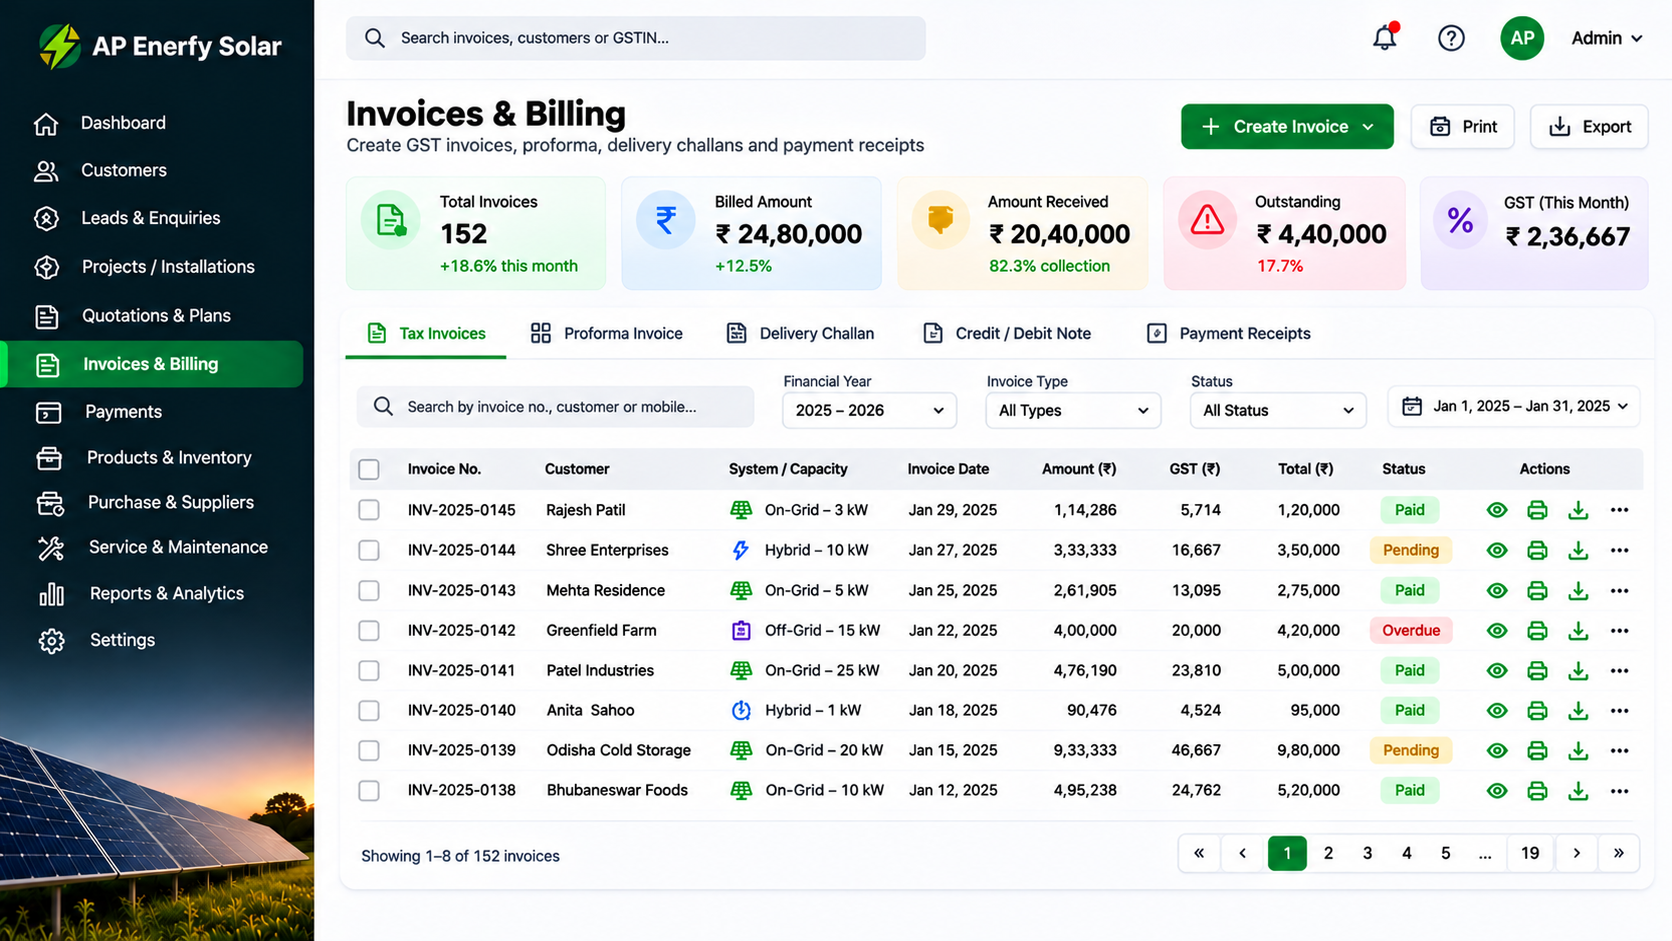 AP Enerfy Solar
Dashboard
Customers
Leads & Enquiries
Projects / Installations
Quotations & Plans
Invoices & Billing
Payments
Products & Inventory
Purchase & Suppliers
Service & Maintenance
Reports & Analytics
Settings
Search invoices, customers or GSTIN...
AP Admin
Invoices & Billing
Create GST invoices, proforma, delivery challans and payment receipts
+ Create Invoice
Print
Export
Total Invoices
152
+18.6% this month
₹ Billed Amount
₹ 24,80,000
+12.5%
Amount Received
₹ 20,40,000
82.3% collection
Outstanding
₹ 4,40,000
17.7%
% GST (This Month)
₹ 2,36,667
Tax Invoices Proforma Invoice Delivery Challan Credit / Debit Note Payment Receipts
Search by invoice no., customer or mobile...
Financial Year
2025 – 2026
Invoice Type
All Types
Status
All Status
Jan 1, 2025 – Jan 31, 2025
Invoice No. Customer System / Capacity Invoice Date Amount (₹) GST (₹) Total (₹) Status Actions
INV-2025-0145 Rajesh Patil On-Grid – 3 kW Jan 29, 2025 1,14,286 5,714 1,20,000 Paid
INV-2025-0144 Shree Enterprises Hybrid – 10 kW Jan 27, 2025 3,33,333 16,667 3,50,000 Pending
INV-2025-0143 Mehta Residence On-Grid – 5 kW Jan 25, 2025 2,61,905 13,095 2,75,000 Paid
INV-2025-0142 Greenfield Farm Off-Grid – 15 kW Jan 22, 2025 4,00,000 20,000 4,20,000 Overdue
INV-2025-0141 Patel Industries On-Grid – 25 kW Jan 20, 2025 4,76,190 23,810 5,00,000 Paid
INV-2025-0140 Anita Sahoo Hybrid – 1 kW Jan 18, 2025 90,476 4,524 95,000 Paid
INV-2025-0139 Odisha Cold Storage On-Grid – 20 kW Jan 15, 2025 9,33,333 46,667 9,80,000 Pending
INV-2025-0138 Bhubaneswar Foods On-Grid – 10 kW Jan 12, 2025 4,95,238 24,762 5,20,000 Paid
Showing 1–8 of 152 invoices
« ‹ 1 2 3 4 5 ... 19 › »